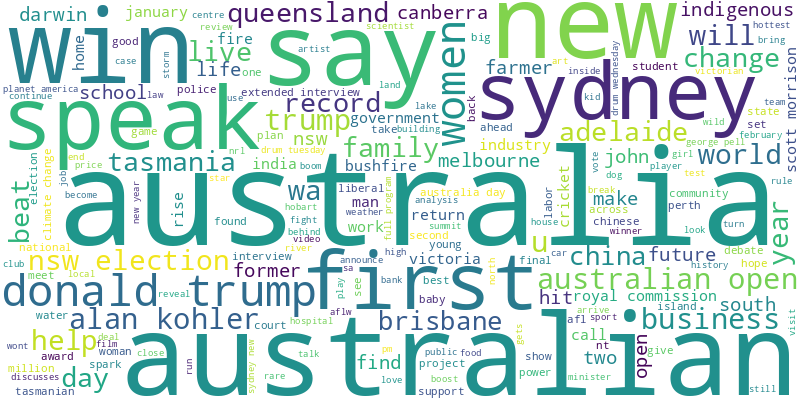 darwin
january
centre
review
queensland
canberra
indigenous
hottest
bring
win
say
new
home
good
case
storm
fire
live
life
one
scientist
artist
land
women
big
back
farmer
industry
ahead
will
change
student
art
inside
kid
drum wednesday
victorian
team
state
set
february
scott morrison
planet america
continue
school
law
police
use
extended interview
record
trump
nsw
government
take
building
lake
plan
drum tuesday
boom
game
nrl
price
speak
sydney
adelaide
wild
george pell
girl
world
tasmania
india
family
bushfire
melbourne
john
vote
dog
player
test
rule
beat
election
climate change
job
end
become
star
new year
rise
wa
hobart
found
fight
behind
video
liberal
man
weather
work
full program
australia day
analysis
return
summit
second
young
cricket
labor
make
across
chinese
break
winner
community
perth
look
turn
year
australia
national
club
meet
local
nsw election
river
interview
former
victoria
final
u
house
car
china
future
history
debate
hope
donald trump
first
announce
sa
high
bank
play
see
best
baby
north
australian open
hit
royal commission
island
south
arrive
afl
sport
visit
water
reveal
aflw
alan kohler
court
hospital
brisbane
business
help
deal
film
wont
award
woman
close
million
spark
day
tasmanian
discusses
run
sydney new
talk
rare
love
pm
find
public
food
project
boost
support
gets
show
power
minister
call
nt
two
open
give
still
australian